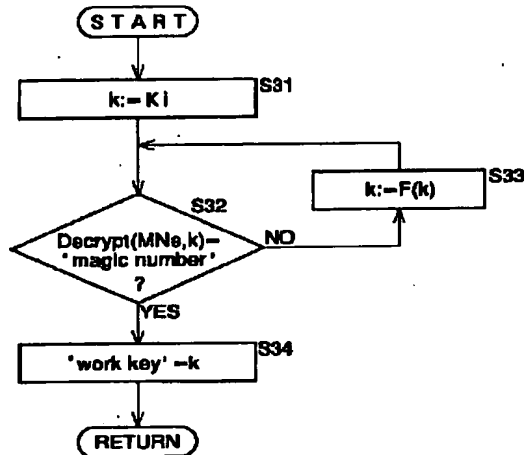 START
S31
k:=Ki
S33
k:=F(k)
S32
Decrypt(MNe,k)=
"magic number"
?
NO
YES
S34
"work key"=k
RETURN